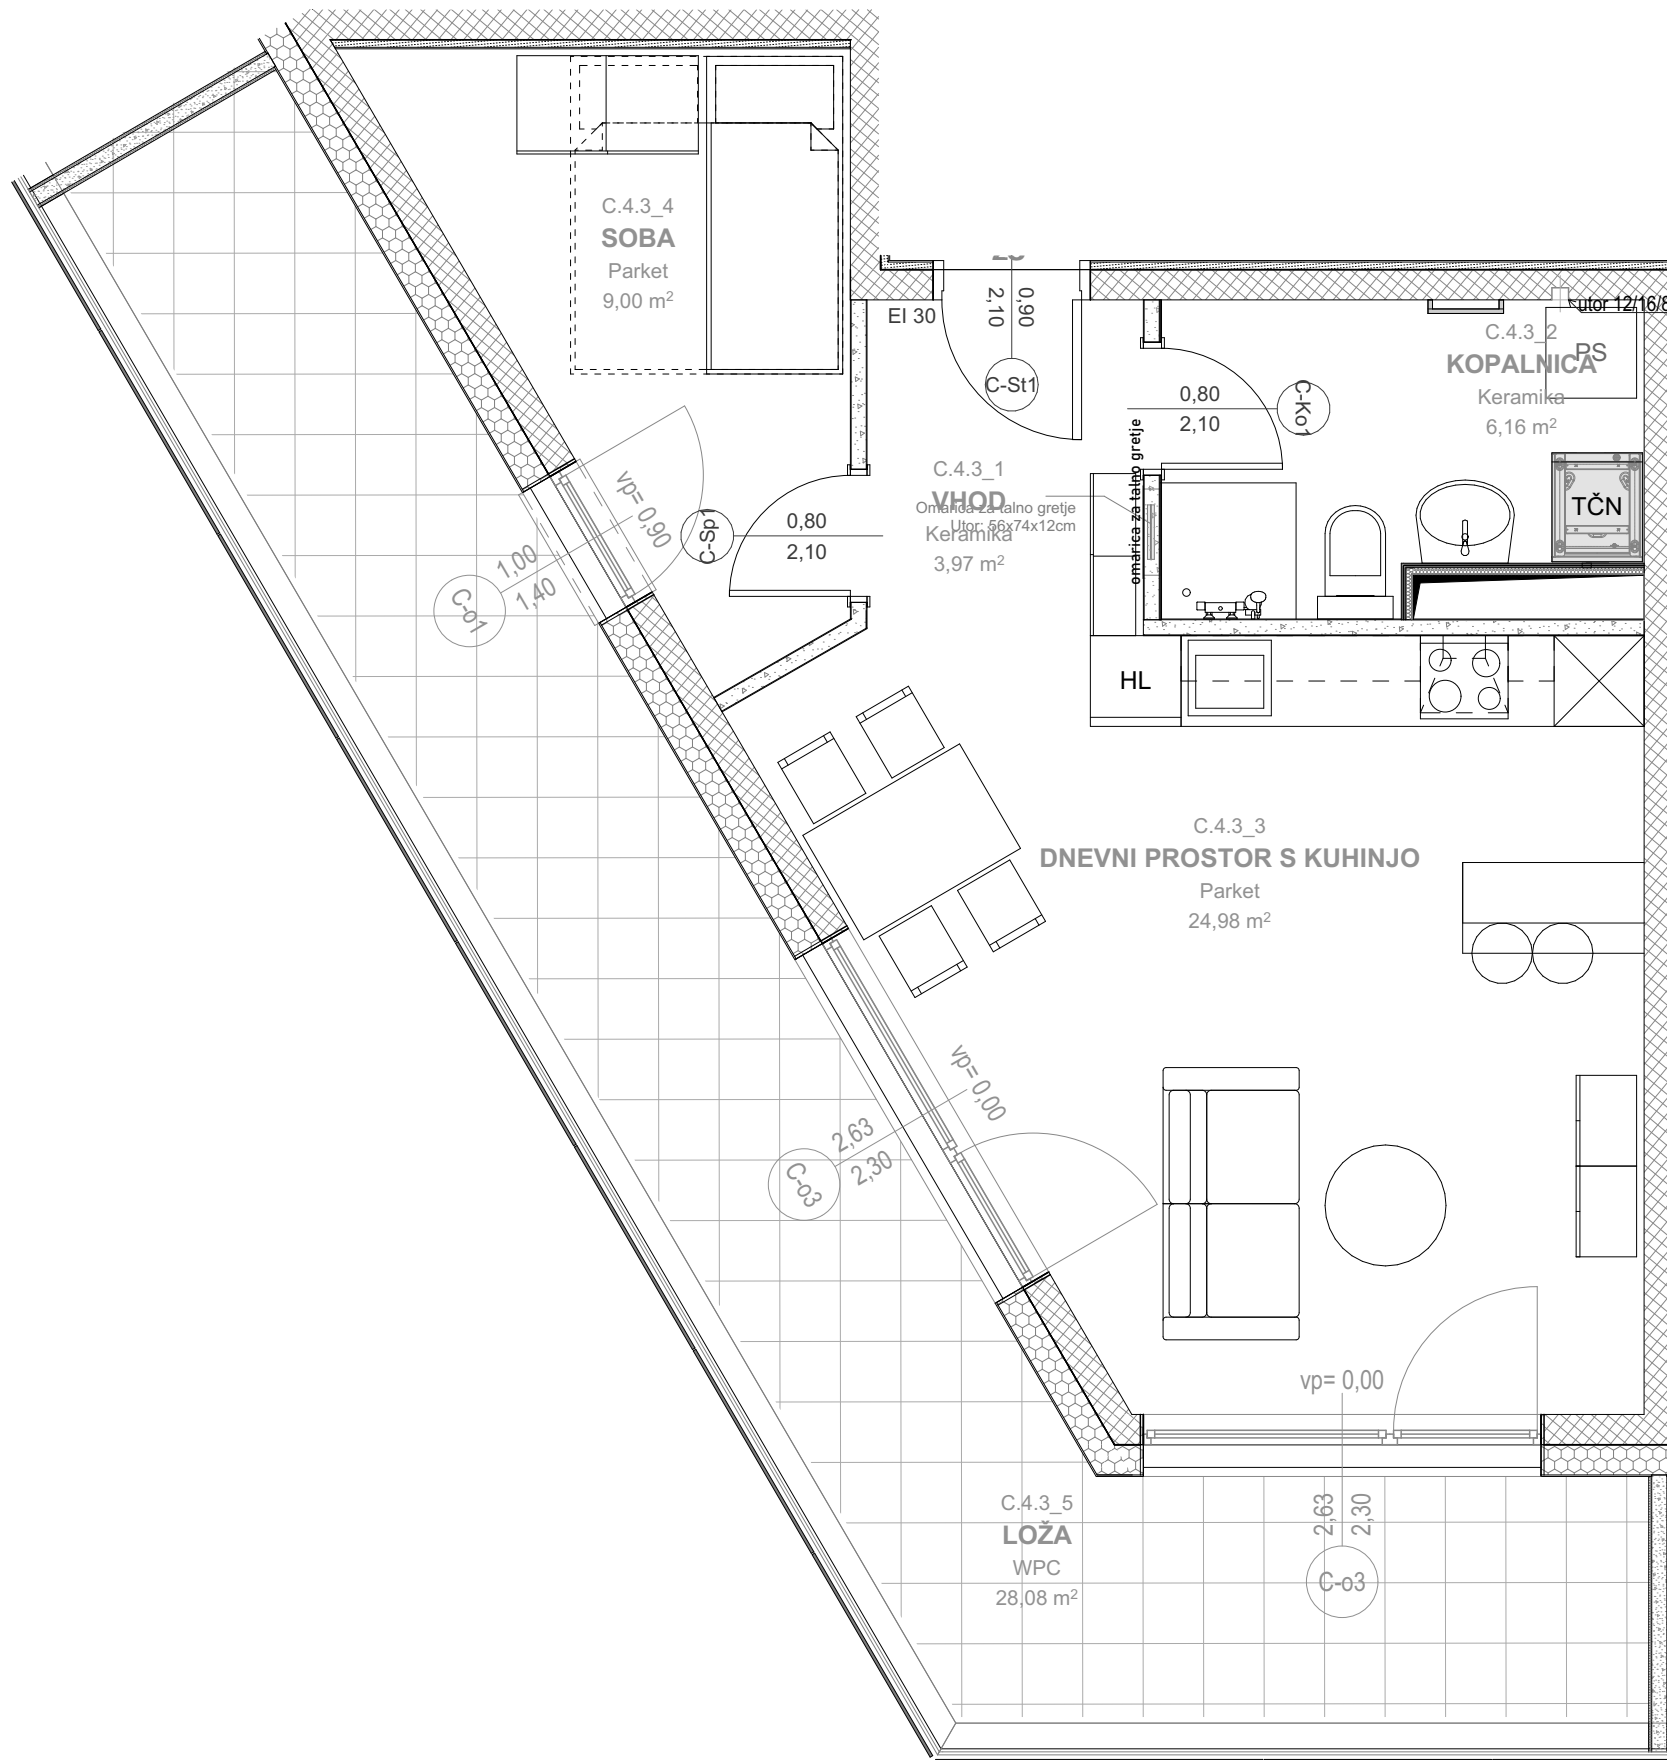 C.4.3_4
SOBA
Parket
9,00 m²
EI 30
0,90
2,10
C-St1
utor 12/16/8
C.4.3_2
KOPALNICA
PS
Keramika
6,16 m²
0,80
2,10
C-Ko1
omarica za talno gretje
C.4.3_1
VHOD
Omarica za talno gretje
Utor: 56x74x12cm
Keramika
3,97 m²
C-Sp1
0,80
2,10
vp= 0,90
1,00
1,40
C-o1
TČN
HL
C.4.3_3
DNEVNI PROSTOR S KUHINJO
Parket
24,98 m²
vp= 0,00
2,63
2,30
C-o3
vp= 0,00
2,63
2,30
C-o3
C.4.3_5
LOŽA
WPC
28,08 m²